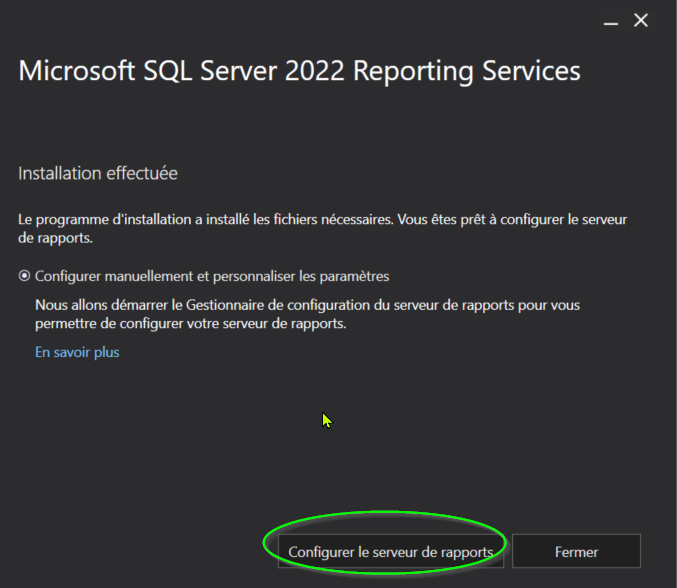 Microsoft SQL Server 2022 Reporting Services
Installation effectuée
Le programme d'installation a installé les fichiers nécessaires. Vous êtes prêt à configurer le serveur
de rapports.
Configurer manuellement et personnaliser les paramètres
Nous allons démarrer le Gestionnaire de configuration du serveur de rapports pour vous
permettre de configurer votre serveur de rapports.
En savoir plus
Configurer le serveur de rapports
Fermer